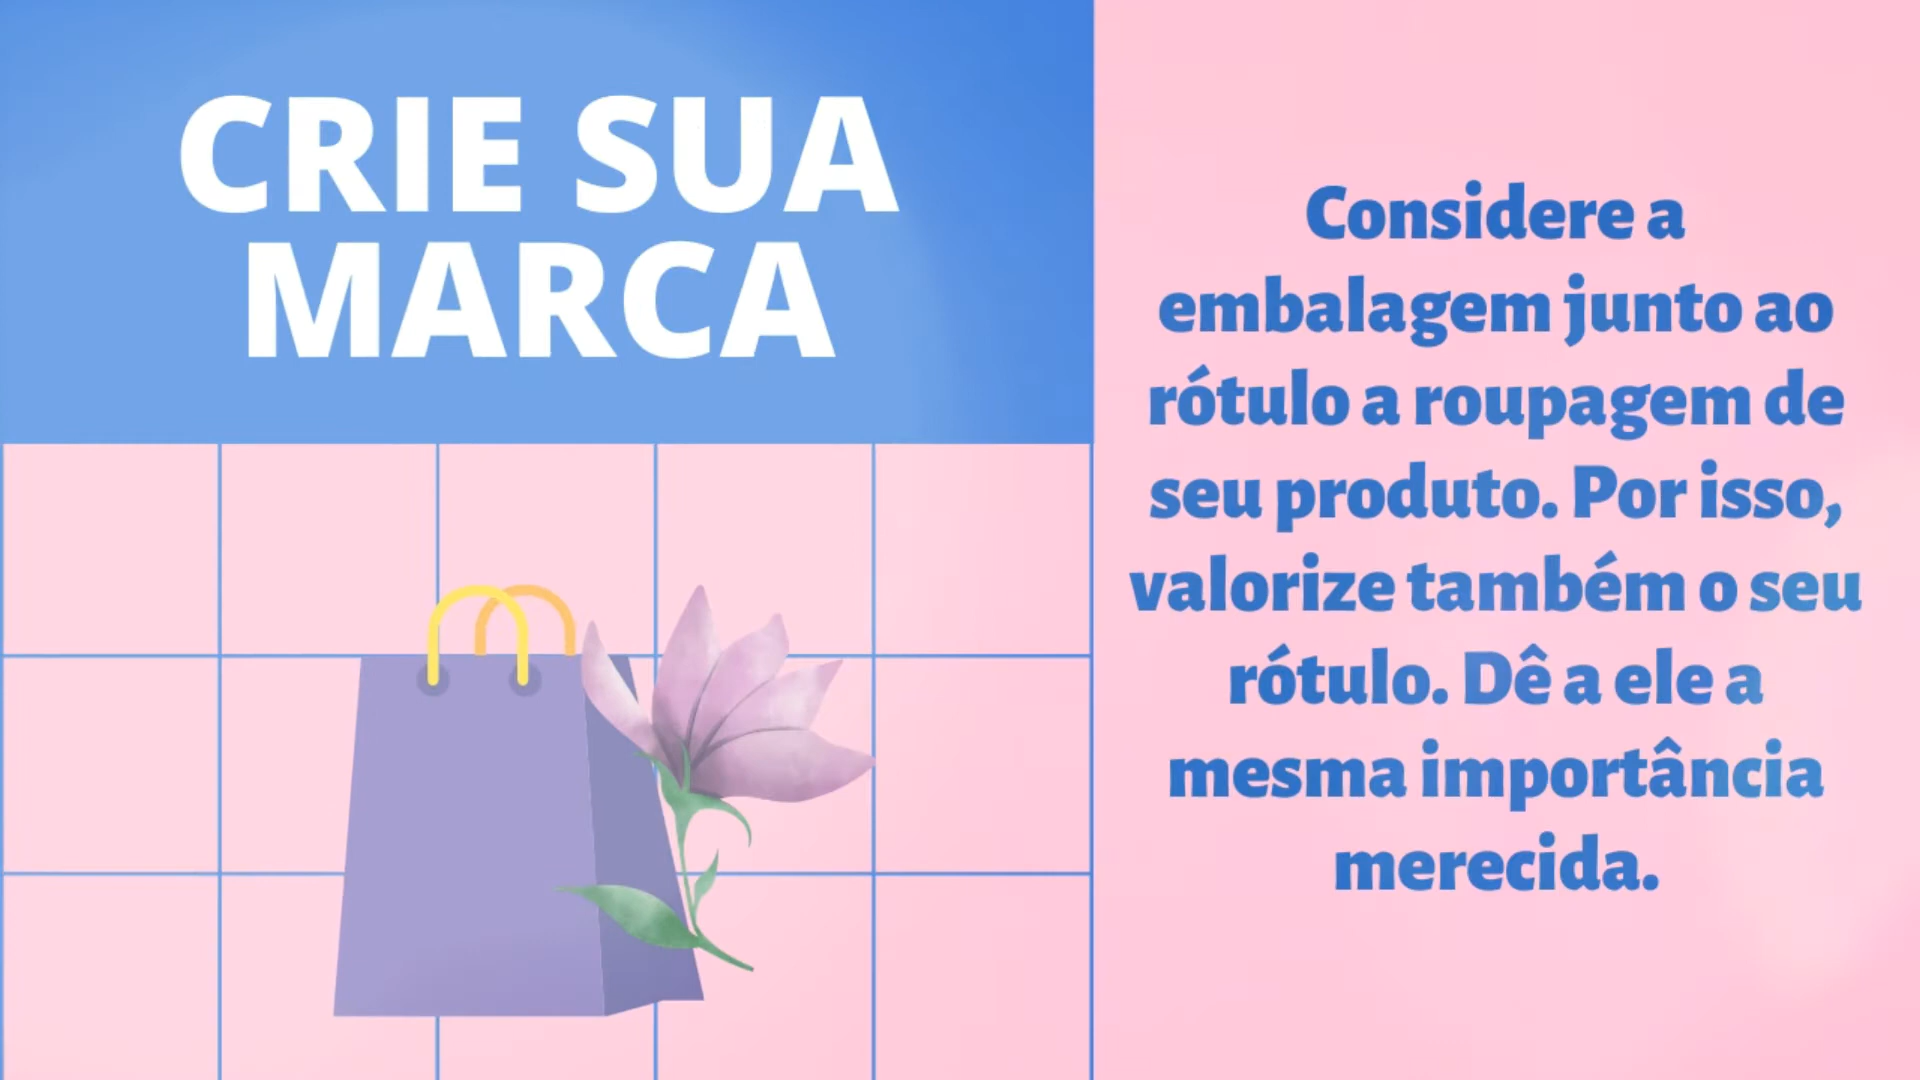 CRIE SUA
MARCA
Considere a
embalagem junto ao
rótulo a roupagem de
seu produto. Por isso,
valorize também o seu
rótulo. Dê a ele a
mesma importância
merecida.